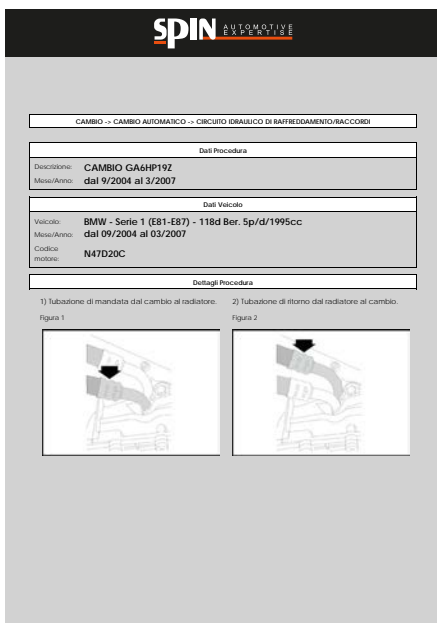 SPIN AUTOMOTIVE
EXPERTISE
CAMBIO -> CAMBIO AUTOMATICO -> CIRCUITO IDRAULICO DI RAFFREDDAMENTO/RACCORDI
Dati Procedura
Descrizione: CAMBIO GA6HP19Z
Mese/Anno: dal 9/2004 al 3/2007
Dati Veicolo
Veicolo: BMW - Serie 1 (E81-E87) - 118d Ber. 5p/d/1995cc
Mese/Anno: dal 09/2004 al 03/2007
Codice
motore: N47D20C
Dettagli Procedura
1) Tubazione di mandata dal cambio al radiatore.
Figura 1
2) Tubazione di ritorno dal radiatore al cambio.
Figura 2